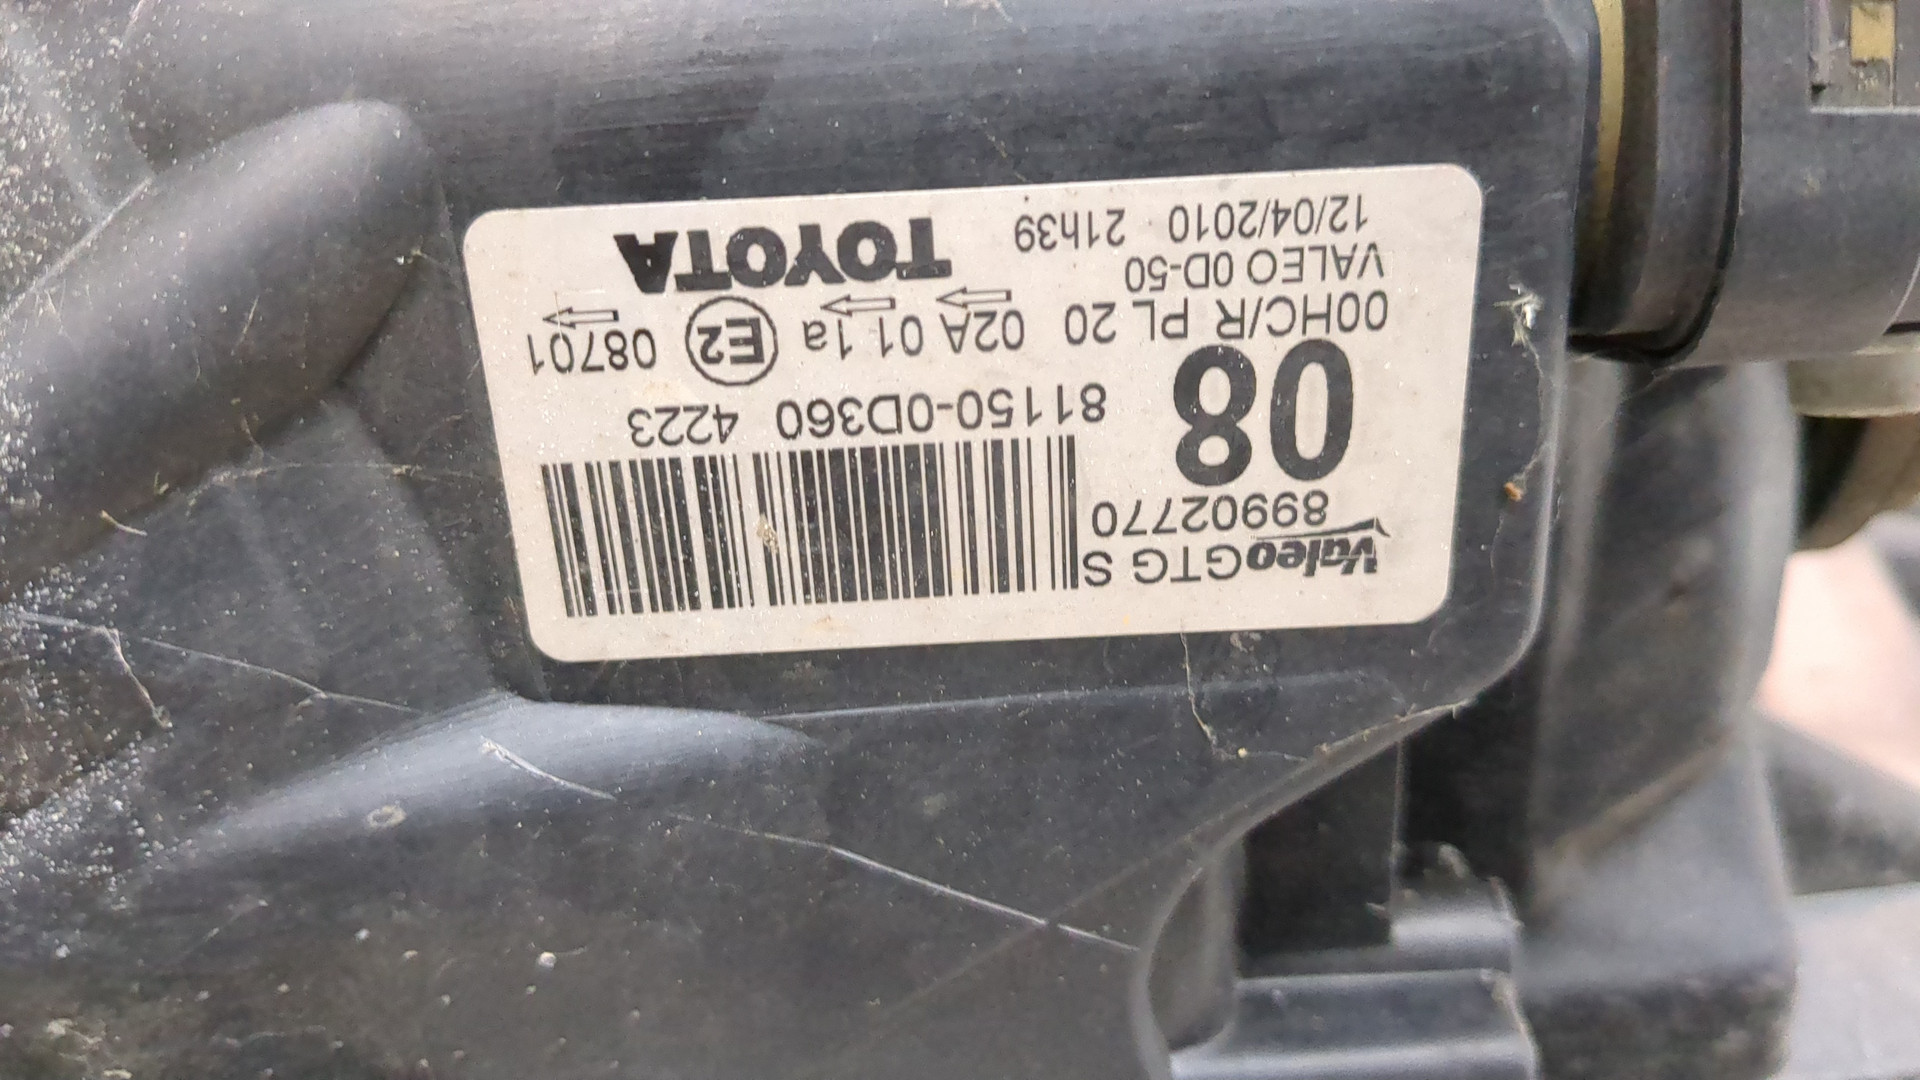 Valeo GTG S
89902770
08 81150-0D360 4223
00HC/R PL 20 02A 01 1a E2 08701
VALEO 0D-50
12/04/2010 21h39 TOYOTA